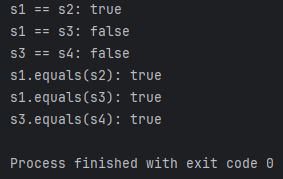 s1 == s2: true
s1 == s3: false
s3 == s4: false
s1.equals(s2): true
s1.equals(s3): true
s3.equals(s4): true
Process finished with exit code 0